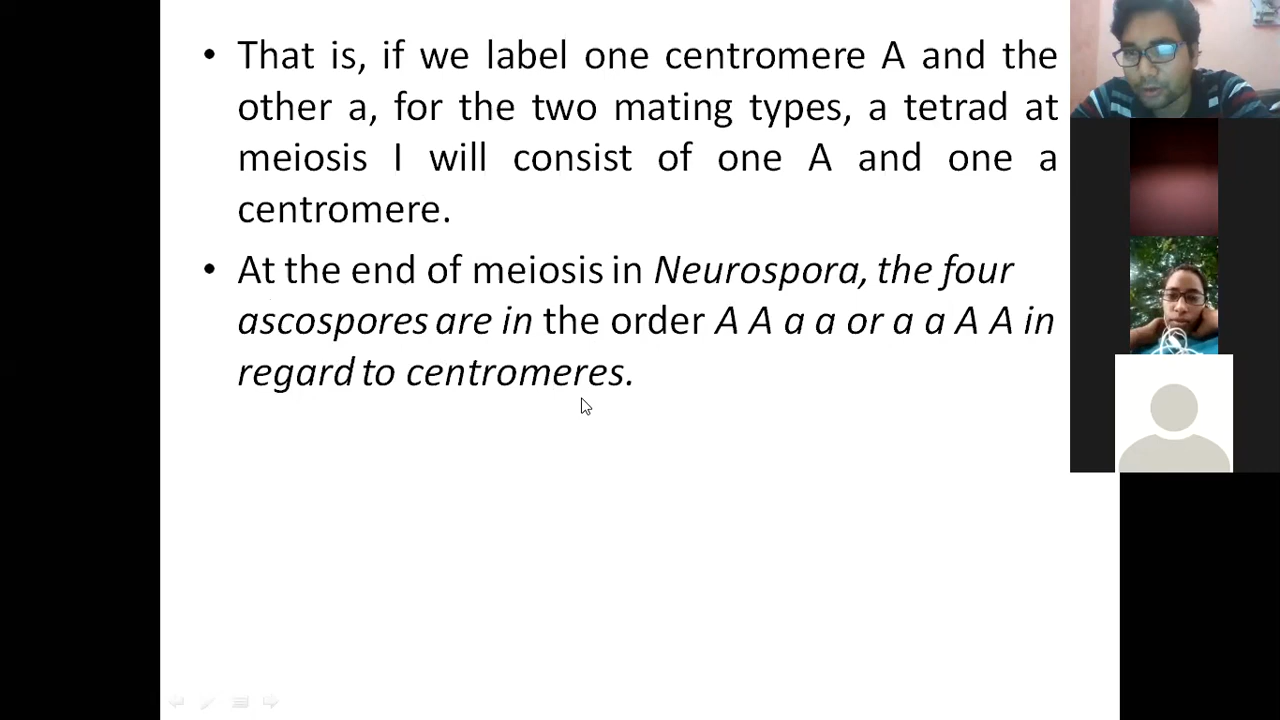 • That is, if we label one centromere A and the
other a, for the two mating types, a tetrad at
meiosis I will consist of one A and one a
centromere.
• At the end of meiosis in Neurospora, the four
ascospores are in the order A A a a or a a A A in
regard to centromeres.